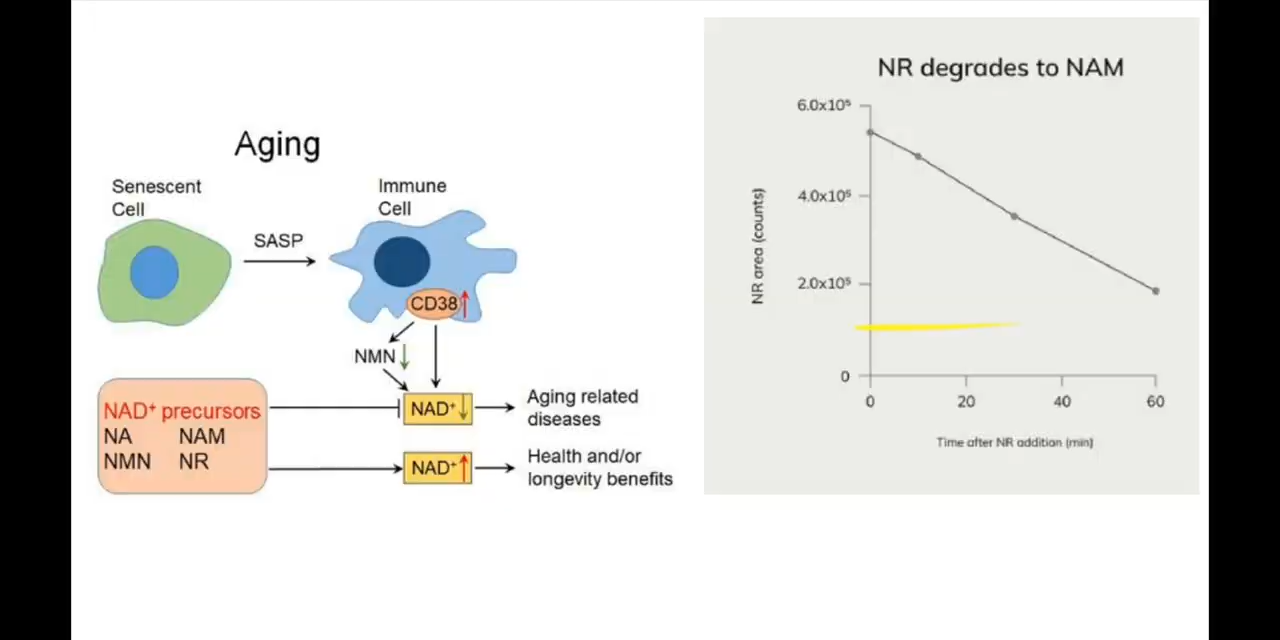 Aging
Senescent
Cell
SASP
Immune
Cell
CD38
NMN
NAD⁺ precursors
NA NAM
NMN NR
NAD⁺
Aging related
diseases
NAD⁺
Health and/or
longevity benefits
NR degrades to NAM
NR area (counts)
6.0x10⁵
4.0x10⁵
2.0x10⁵
0
0 20 40 60
Time after NR addition (min)